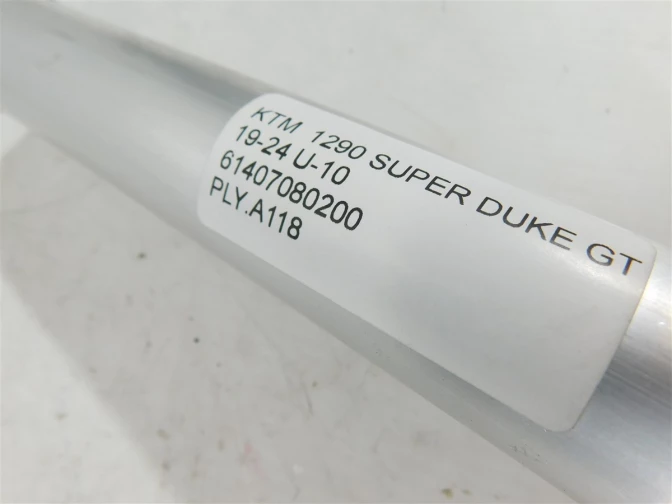 KTM 1290 SUPER DUKE GT
19-24 U-10
61407080200
PLY.A118